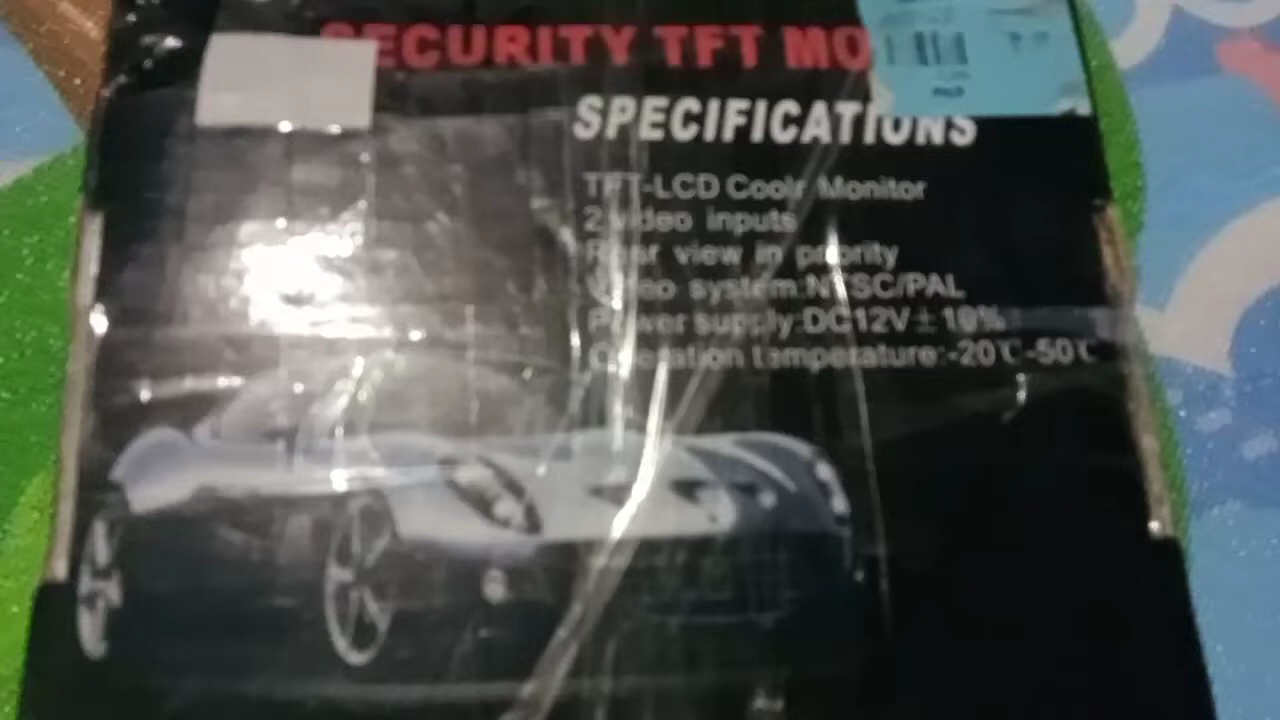 SECURITY TFT MO
SPECIFICATIONS
TFT-LCD Coolr Monitor
2 video inputs
Rear view in priority
Video system:NTSC/PAL
Power supply:DC12V±10%
Operation temperature:-20℃-50℃